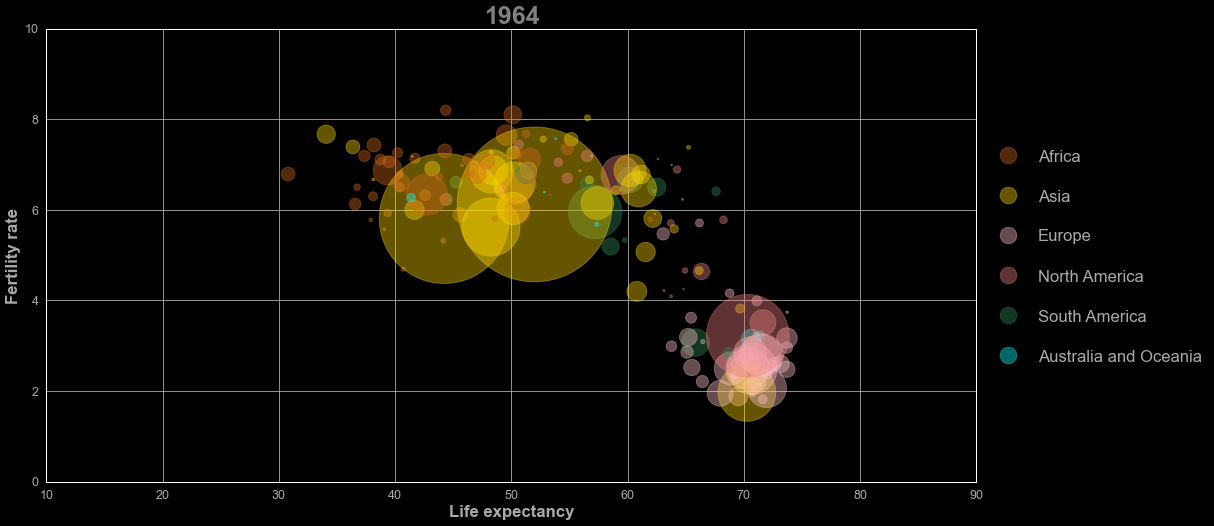 1964
10
8
6
4
2
0
Fertility rate
10 20 30 40 50 60 70 80 90
Life expectancy
Africa
Asia
Europe
North America
South America
Australia and Oceania